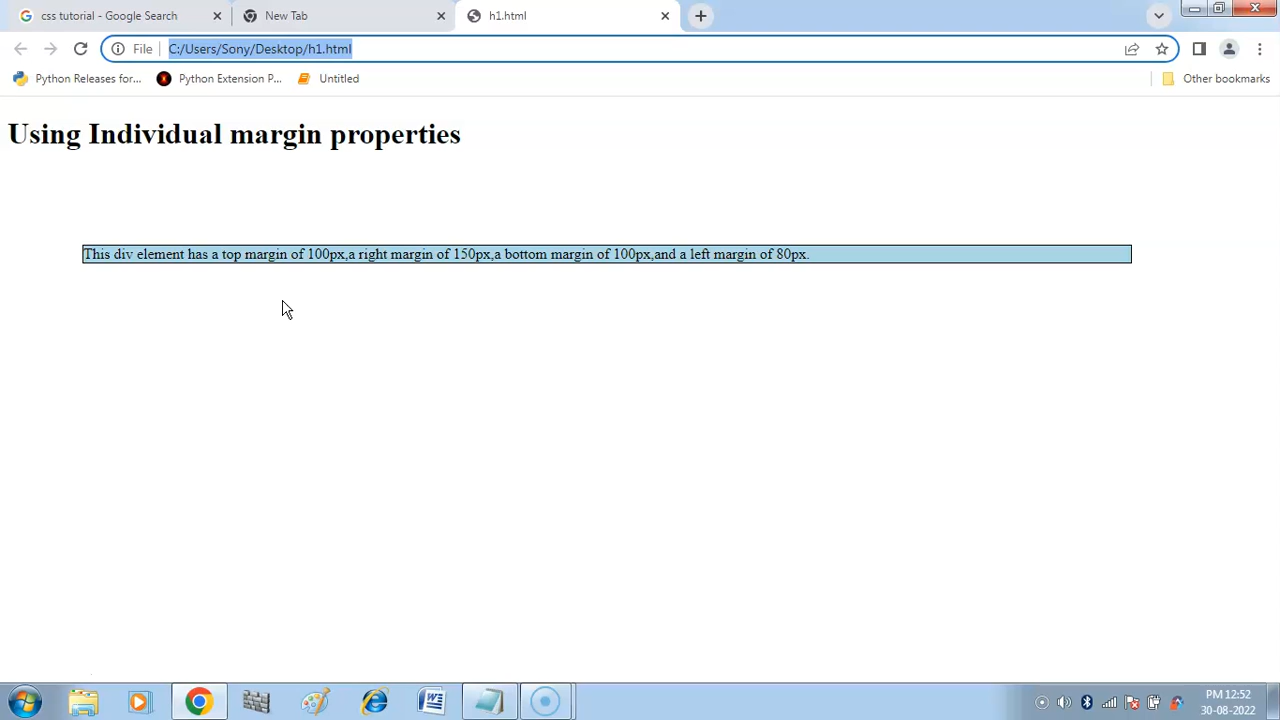 css tutorial - Google Search
New Tab
h1.html
File
C:/Users/Sony/Desktop/h1.html
Python Releases for...
Python Extension P...
Untitled
Other bookmarks
Using Individual margin properties
This div element has a top margin of 100px,a right margin of 150px,a bottom margin of 100px,and a left margin of 80px.
PM 12:52
30-08-2022